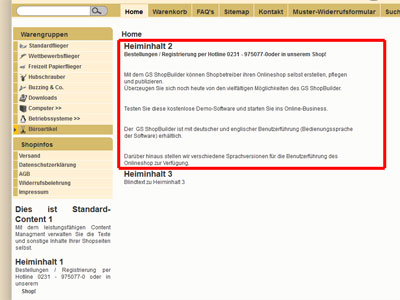 Home Warenkorb FAQ's Sitemap Kontakt Muster-Widerrufsformular
Warengruppen
Standardflieger
Wettbewerbsflieger
Freizeit Papierflieger
Hubschrauber
Buzzing & Co.
Downloads
Computer >>
Betriebssysteme >>
Büroartikel
Shopinfos
Versand
Datenschutzerklärung
AGB
Widerrufsbelehrung
Impressum
Dies ist Standard-
Content 1
Mit dem leistungsfähigen Content
Managment verwalten Sie die Texte
und sonstige Inhalte Ihrer Shopseiten
selbst.
Heiminhalt 1
Bestellungen / Registrierung per
Hotline 0231 - 975077-0 oder in
unserem
Shop!
Home
Heiminhalt 2
Bestellungen / Registrierung per Hotline 0231 - 975077-0oder in unserem Shop!
Mit dem GS ShopBuilder können Shopbetreiber ihren Onlineshop selbst erstellen, pflegen
und publizieren.
Überzeugen Sie sich noch heute von den vielfältigen Möglichkeiten des GS ShopBuilder.
Testen Sie diese kostenlose Demo-Software und starten Sie ins Online-Business.
Der GS ShopBuilder ist mit deutscher und englischer Benutzerführung (Bedienungssprache
der Software) erhältlich.
Darüber hinaus stellen wir verschiedene Sprachversionen für die Benutzerführung des
Onlineshop zur Verfügung.
Heiminhalt 3
Blindtext zu Heiminhalt 3